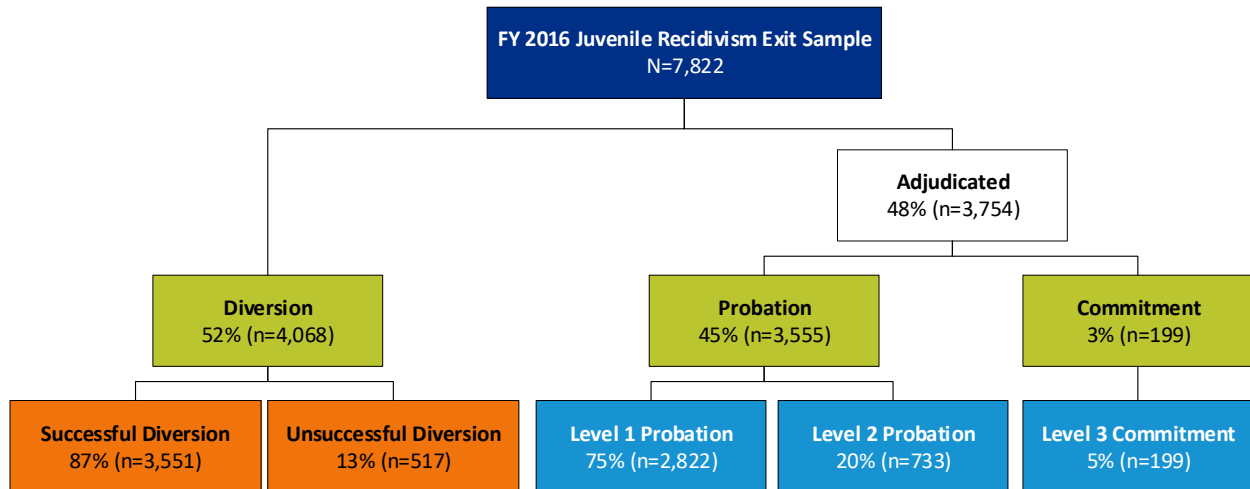 FY 2016 Juvenile Recidivism Exit Sample
N=7,822
Adjudicated
48% (n=3,754)
Diversion
52% (n=4,068)
Probation
45% (n=3,555)
Commitment
3% (n=199)
Successful Diversion
87% (n=3,551)
Unsuccessful Diversion
13% (n=517)
Level 1 Probation
75% (n=2,822)
Level 2 Probation
20% (n=733)
Level 3 Commitment
5% (n=199)